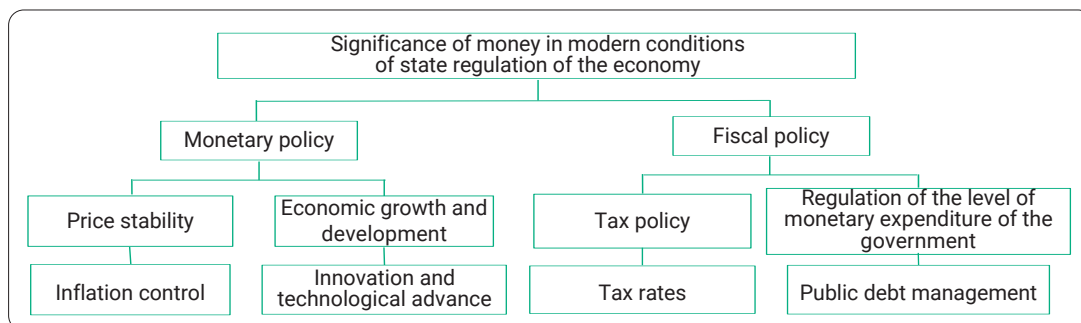 Significance of money in modern conditions
of state regulation of the economy
Monetary policy
Fiscal policy
Price stability
Economic growth and
development
Tax policy
Regulation of the level of
monetary expenditure of the
government
Inflation control
Innovation and
technological advance
Tax rates
Public debt management